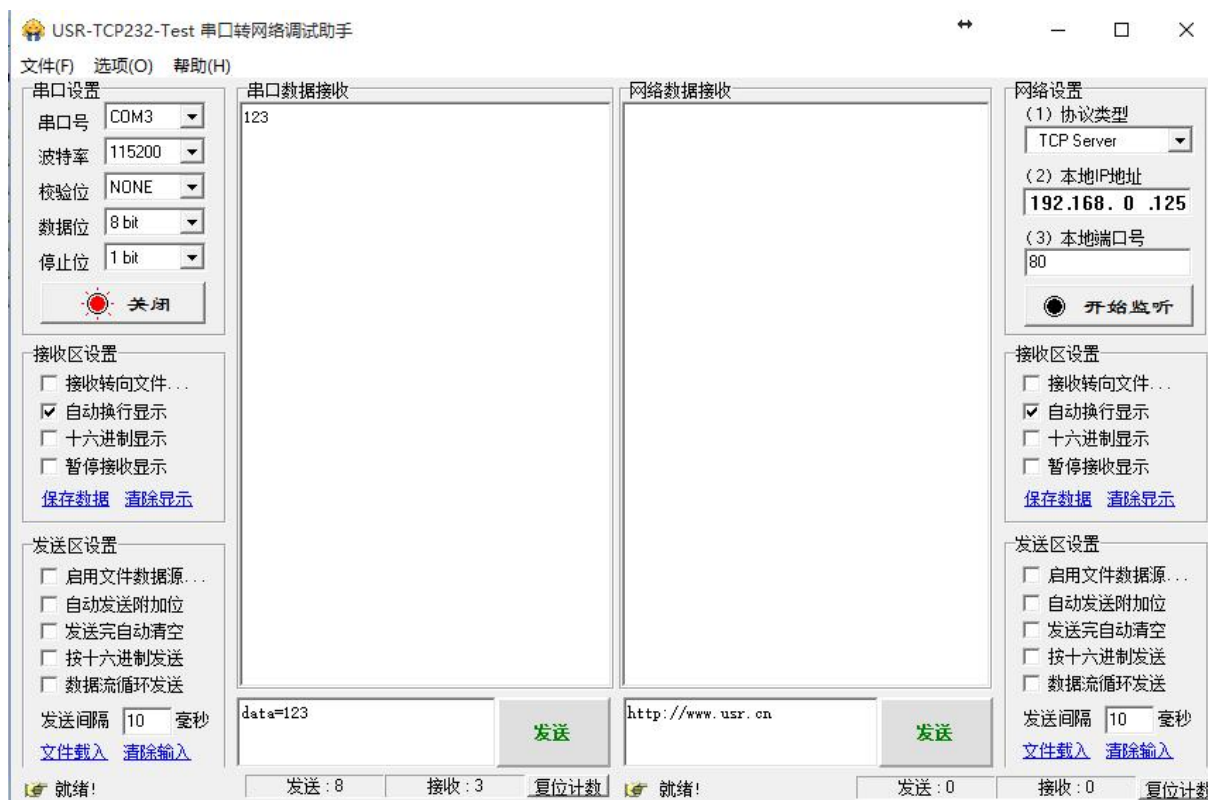 USR-TCP232-Test 串口转网络调试助手
文件(F) 选项(O) 帮助(H)
串口设置
串口号 COM3
波特率 115200
校验位 NONE
数据位 8 bit
停止位 1 bit
关闭
接收区设置
接收转向文件...
自动换行显示
十六进制显示
暂停接收显示
保存数据 清除显示
发送区设置
启用文件数据源...
自动发送附加位
发送完自动清空
按十六进制发送
数据流循环发送
发送间隔 10 毫秒
文件载入 清除输入
串口数据接收
123
data=123
发送
网络数据接收
http://www.usr.cn
发送
网络设置
(1) 协议类型
TCP Server
(2) 本地IP地址
192.168. 0 .125
(3) 本地端口号
80
开始监听
接收区设置
接收转向文件...
自动换行显示
十六进制显示
暂停接收显示
保存数据 清除显示
发送区设置
启用文件数据源...
自动发送附加位
发送完自动清空
按十六进制发送
数据流循环发送
发送间隔 10 毫秒
文件载入 清除输入
就绪! 发送:8 接收:3 复位计数
就绪! 发送:0 接收:0 复位计数